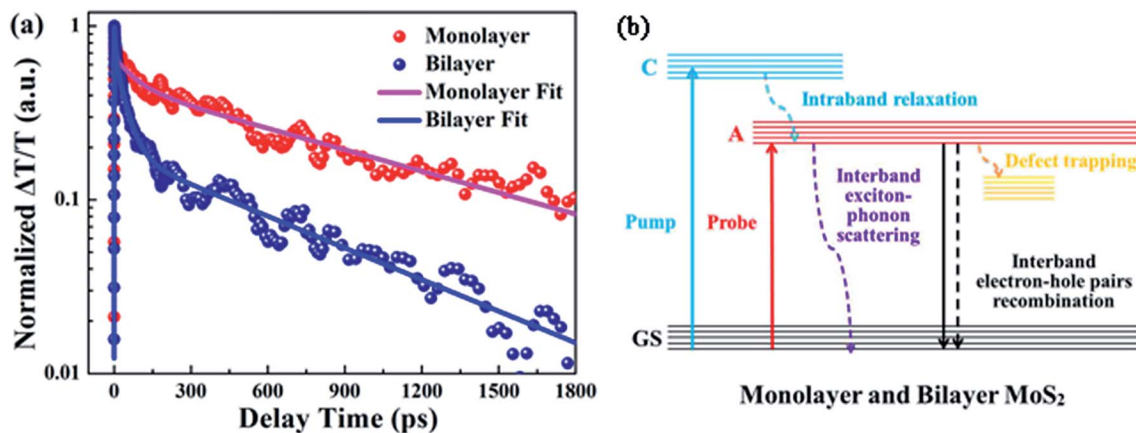 (a)
Normalized ΔT/T (a.u.)
1
0.1
0.01
Monolayer
Bilayer
Monolayer Fit
Bilayer Fit
0 300 600 900 1200 1500 1800
Delay Time (ps)
(b)
C
Intraband relaxation
A
Defect trapping
Pump
Probe
Interband
exciton-
phonon
scattering
Interband
electron-hole pairs
recombination
GS
Monolayer and Bilayer MoS₂